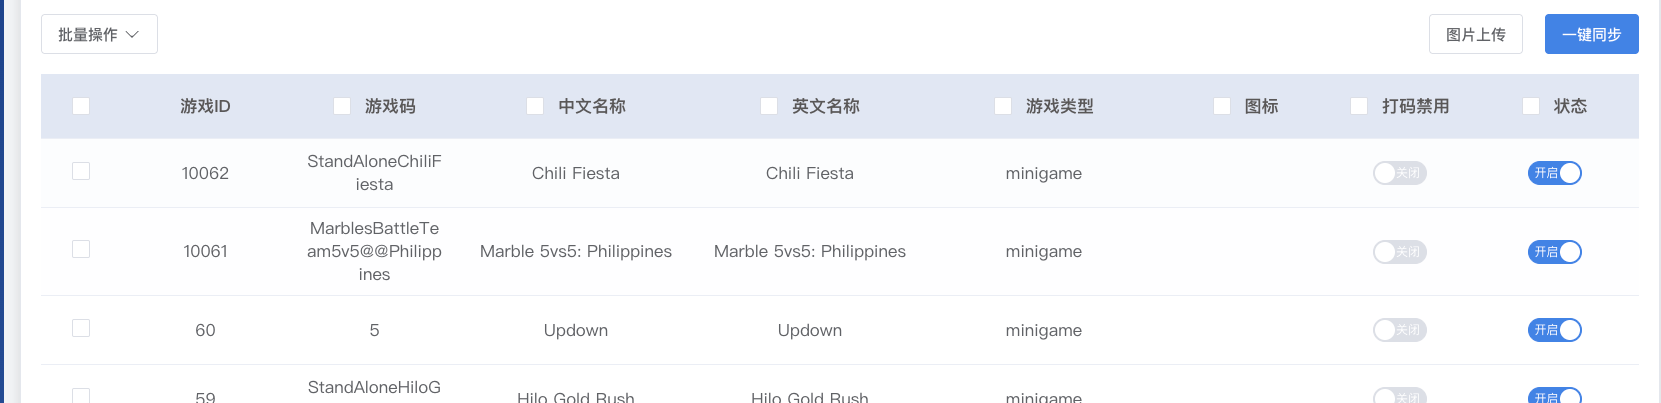 批量操作
图片上传
一键同步
游戏ID 游戏码 中文名称 英文名称 游戏类型 图标 打码禁用 状态
10062 StandAloneChiliF
iesta Chili Fiesta Chili Fiesta minigame 关闭 开启
10061 MarblesBattleTe
am5v5@@Philipp
ines Marble 5vs5: Philippines Marble 5vs5: Philippines minigame 关闭 开启
60 5 Updown Updown minigame 关闭 开启
59 StandAloneHiloG
Hilo Gold Rush Hilo Gold Rush minigame 关闭 开启